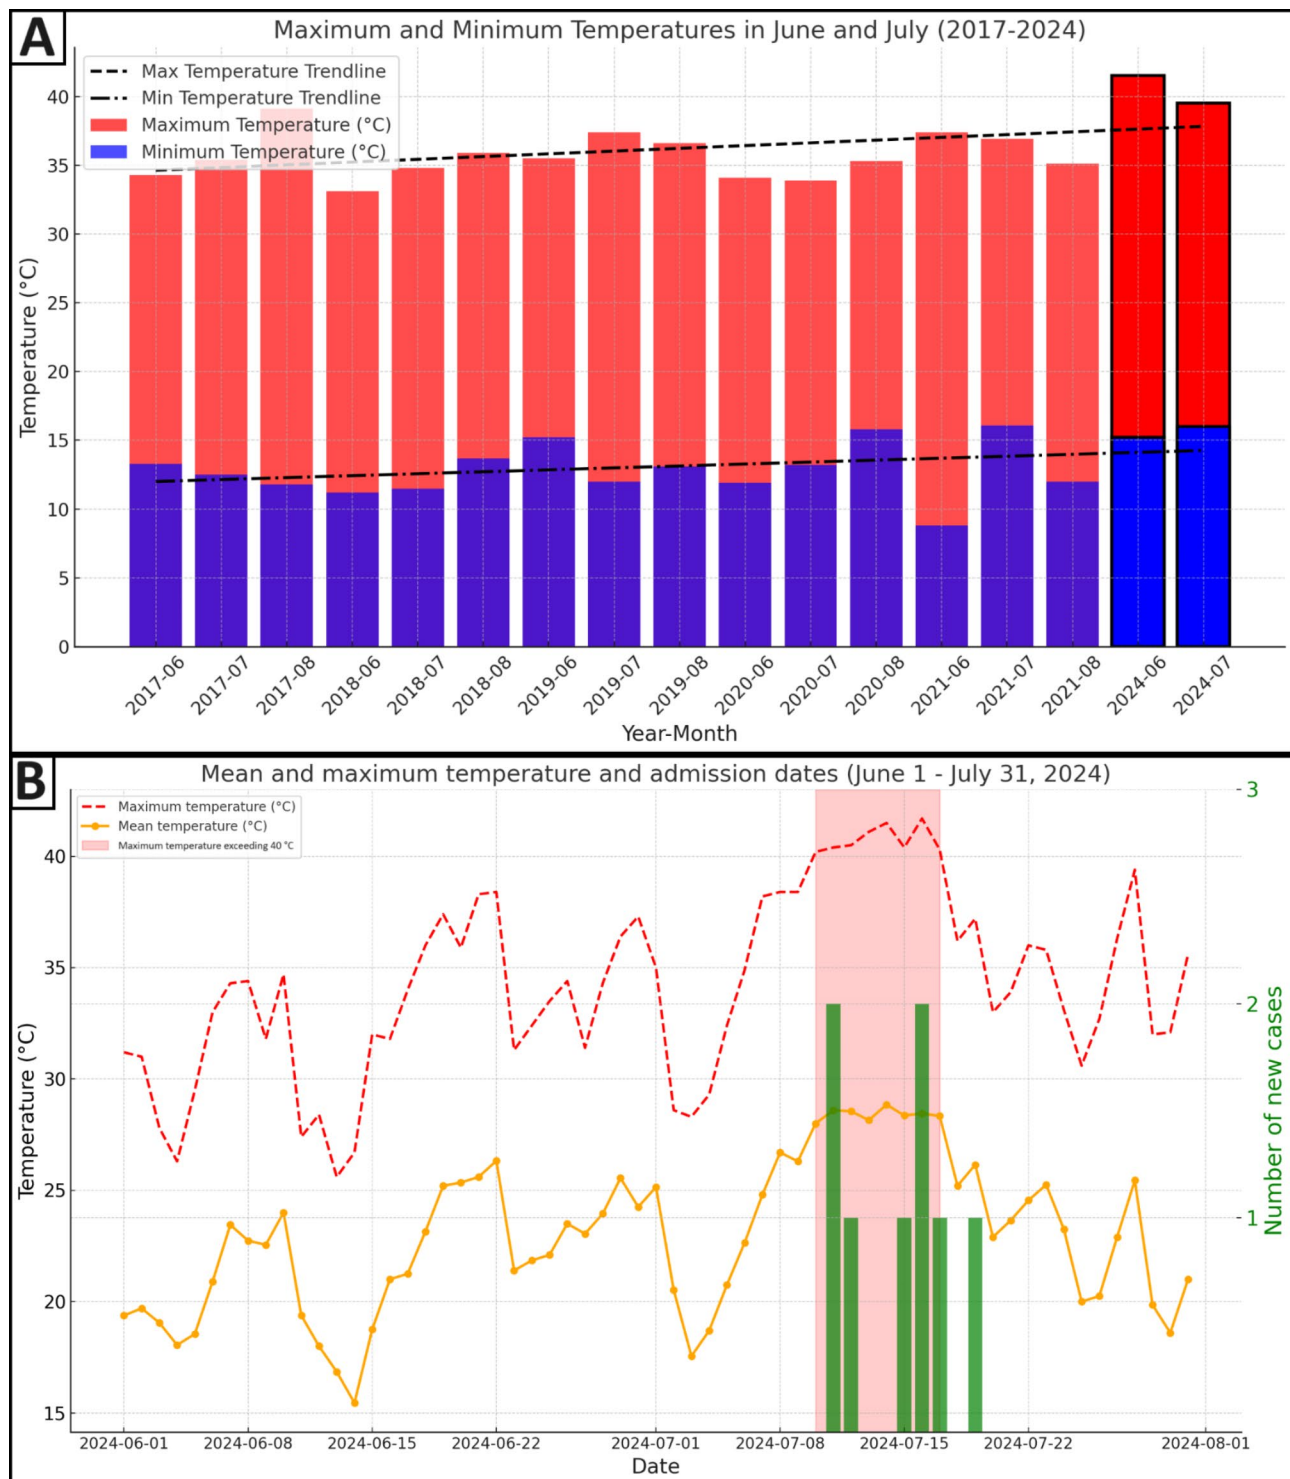 A
Maximum and Minimum Temperatures in June and July (2017-2024)
Max Temperature Trendline
Min Temperature Trendline
Maximum Temperature (°C)
Minimum Temperature (°C)
Temperature (°C)
40
35
30
25
20
15
10
5
0
2017-06
2017-07
2017-08
2018-06
2018-07
2018-08
2019-06
2019-07
2019-08
2020-06
2020-07
2020-08
2021-06
2021-07
2021-08
2024-06
2024-07
Year-Month
B
Mean and maximum temperature and admission dates (June 1 - July 31, 2024)
Maximum temperature (°C)
Mean temperature (°C)
Maximum temperature exceeding 40 °C
Temperature (°C)
40
35
30
25
20
15
3
2
1
Number of new cases
2024-06-01
2024-06-08
2024-06-15
2024-06-22
2024-07-01
2024-07-08
2024-07-15
2024-07-22
2024-08-01
Date